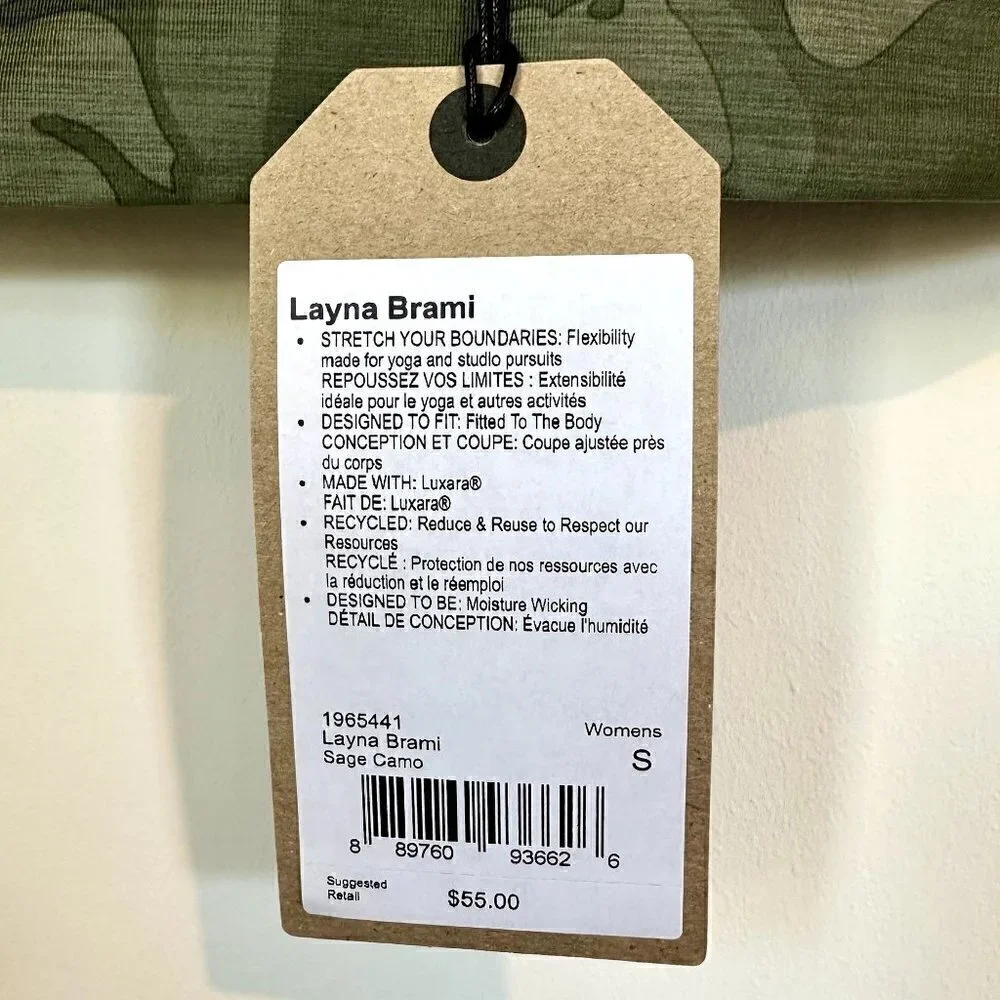 Layna Brami
• STRETCH YOUR BOUNDARIES: Flexibility
made for yoga and studio pursuits
REPOUSSEZ VOS LIMITES : Extensibilité
idéale pour le yoga et autres activités
• DESIGNED TO FIT: Fitted To The Body
CONCEPTION ET COUPE: Coupe ajustée près
du corps
• MADE WITH: Luxara®
FAIT DE: Luxara®
• RECYCLED: Reduce & Reuse to Respect our
Resources
RECYCLÉ : Protection de nos ressources avec
la réduction et le réemploi
• DESIGNED TO BE: Moisture Wicking
DÉTAIL DE CONCEPTION: Évacue l'humidité
1965441
Layna Brami
Sage Camo
Womens
S
8 89760 93662 6
Suggested
Retail
$55.00